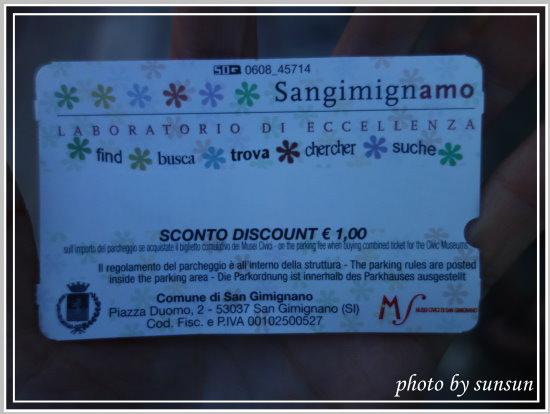 SDe 0608_45714
Sangimignamo
LABORATORIO DI ECCELLENZA
find busca trova chercher suche
SCONTO DISCOUNT € 1,00
sull'importo del parcheggio se acquistate il biglietto cumulativo dei Musei Civici - on the parking fee when buying combined ticket for the Civic Museums
Il regolamento del parcheggio è all interno della struttura - The parking rules are posted
inside the parking area - Die Parkordnung ist innerhalb des Parkhauses ausgestellt
Comune di San Gimignano
Piazza Duomo, 2 - 53037 San Gimignano (SI)
Cod. Fisc. e P.IVA 00102500527
MS MUSEI CIVICI DI SAN GIMIGNANO
photo by sunsun